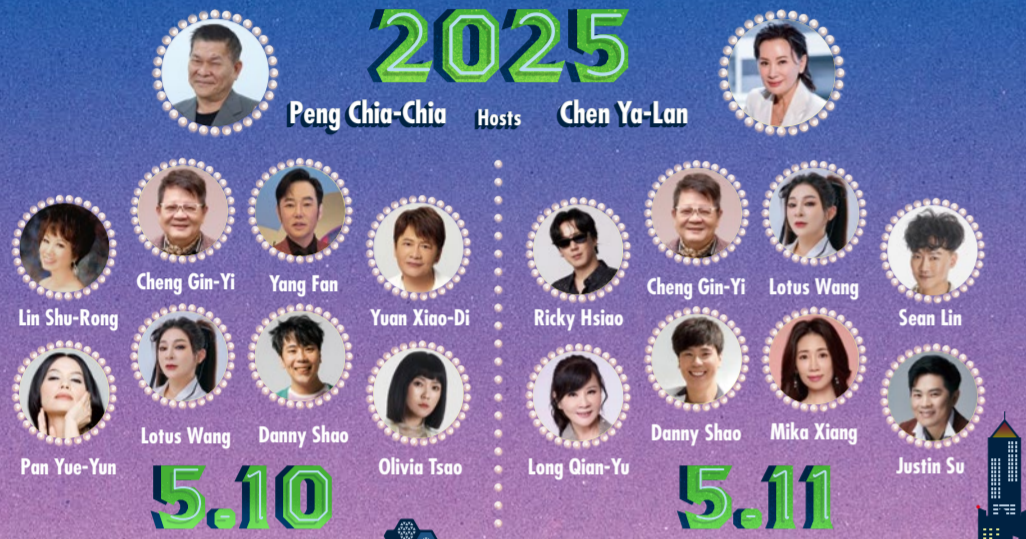 2025
Peng Chia-Chia Hosts Chen Ya-Lan
Lin Shu-Rong
Cheng Gin-Yi
Yang Fan
Yuan Xiao-Di
Pan Yue-Yun
Lotus Wang
Danny Shao
Olivia Tsao
5.10
Ricky Hsiao
Cheng Gin-Yi
Lotus Wang
Sean Lin
Long Qian-Yu
Danny Shao
Mika Xiang
Justin Su
5.11